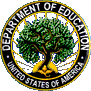 DEPARTMENT OF EDUCATION
UNITED STATES OF AMERICA